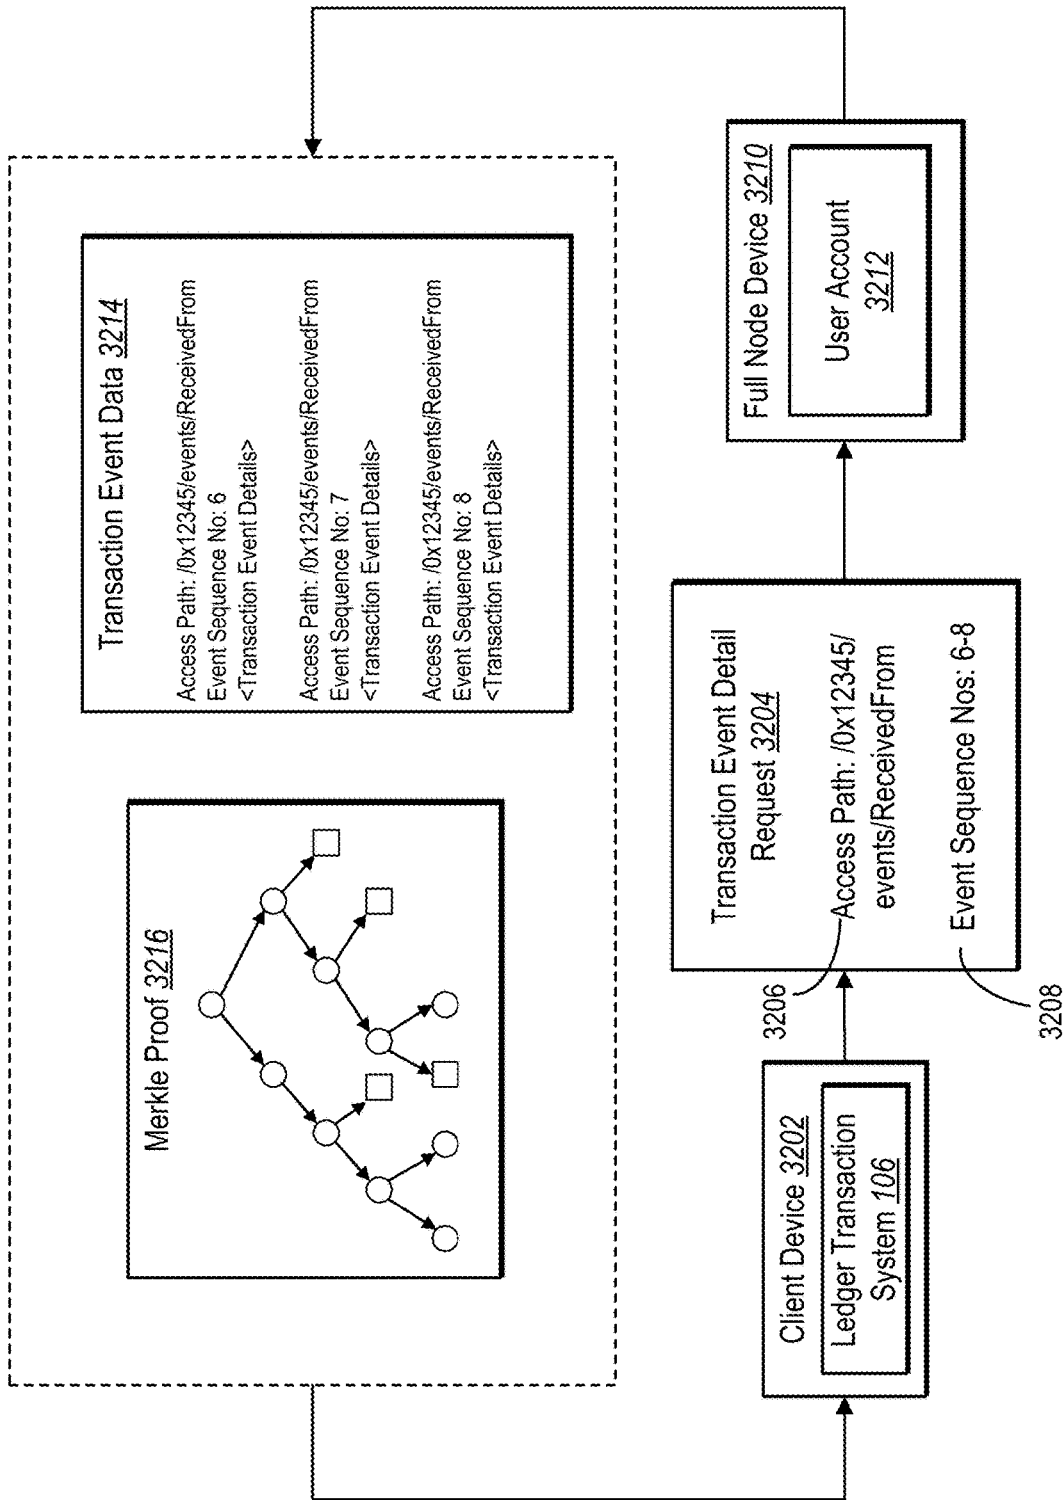 Merkle Proof 3216
Transaction Event Data 3214
Access Path: /0x12345/events/ReceivedFrom
Event Sequence No: 6
<Transaction Event Details>
Access Path: /0x12345/events/ReceivedFrom
Event Sequence No: 7
<Transaction Event Details>
Access Path: /0x12345/events/ReceivedFrom
Event Sequence No: 8
<Transaction Event Details>
Client Device 3202
Ledger Transaction
System 106
3206
3208
Transaction Event Detail
Request 3204
Access Path: /0x12345/
events/ReceivedFrom
Event Sequence Nos: 6-8
Full Node Device 3210
User Account
3212